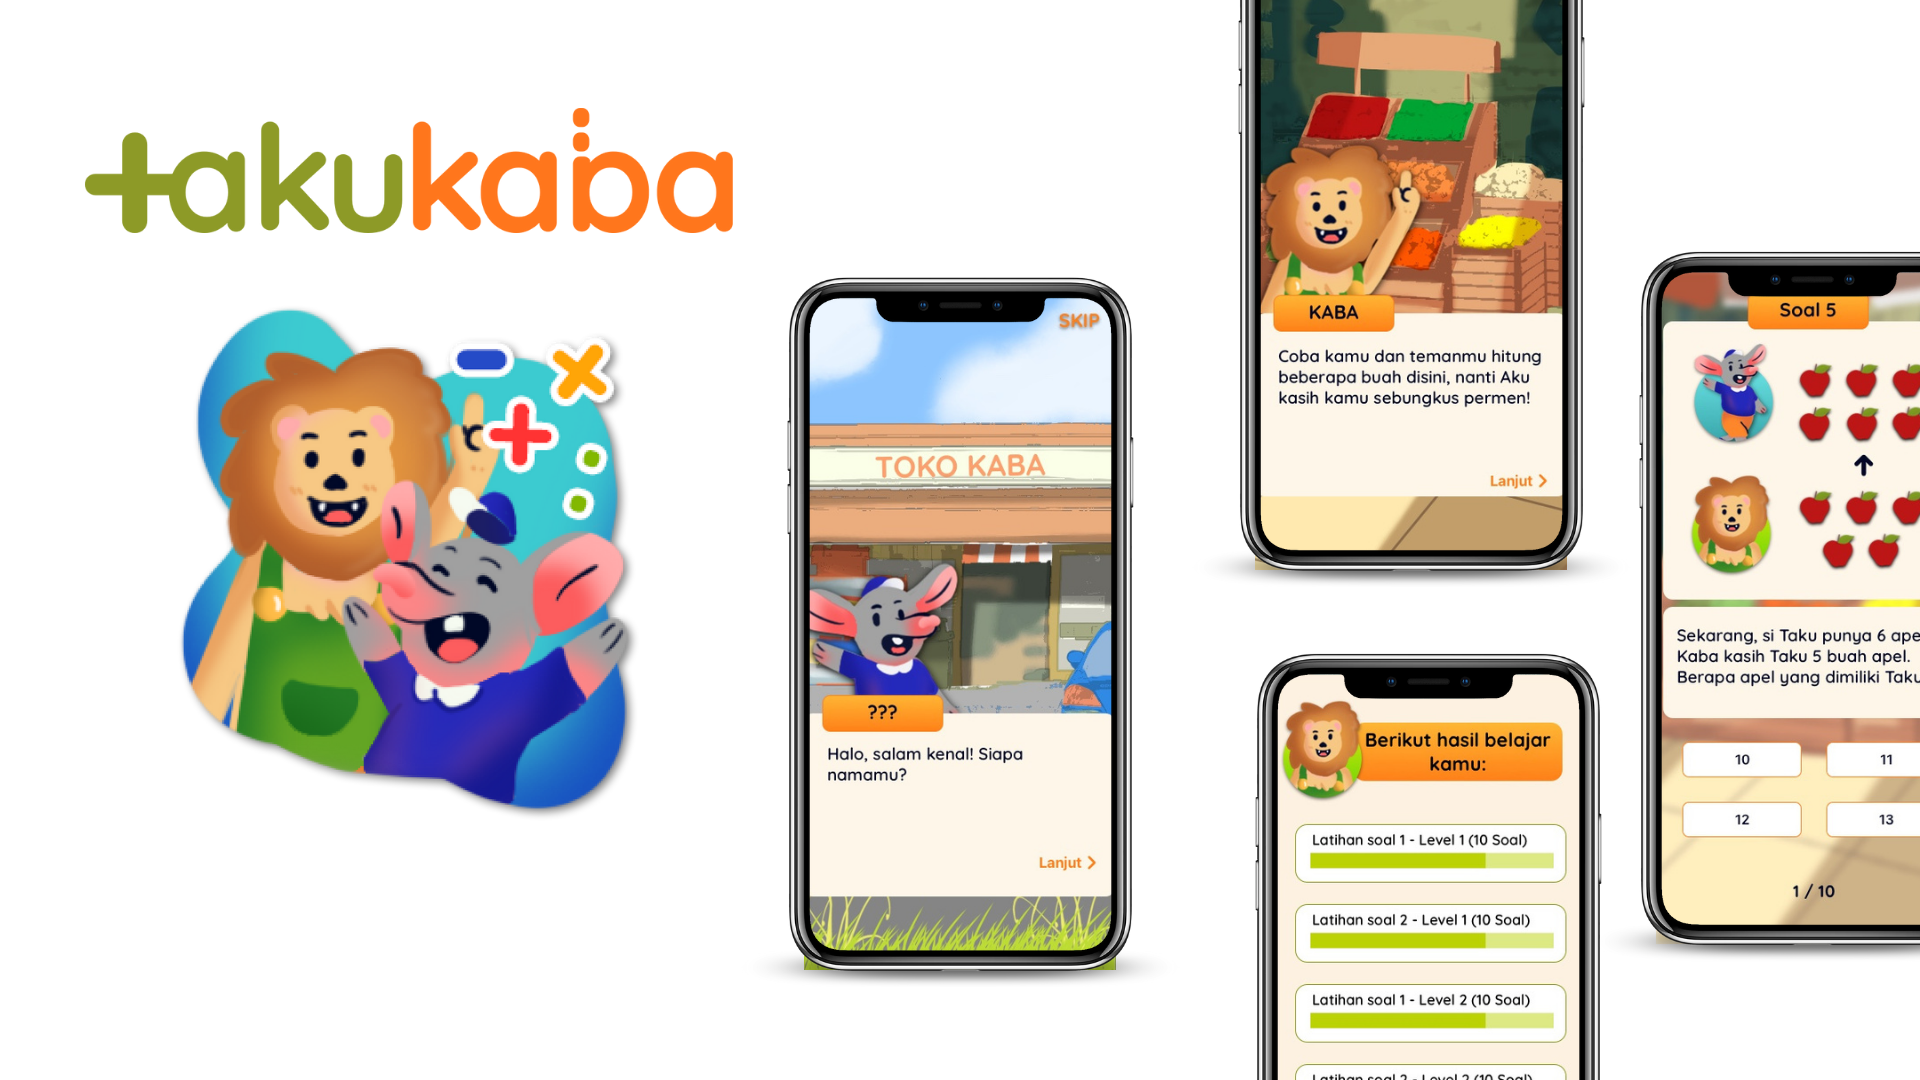 takukaba
SKIP
TOKO KABA
???
Halo, salam kenal! Siapa
namamu?
Lanjut
KABA
Coba kamu dan temanmu hitung
beberapa buah disini, nanti Aku
kasih kamu sebungkus permen!
Lanjut
Berikut hasil belajar
kamu:
Latihan soal 1 - Level 1 (10 Soal)
Latihan soal 2 - Level 1 (10 Soal)
Latihan soal 1 - Level 2 (10 Soal)
Latihan soal 2 - Level 2 (10 Soal)
Soal 5
Sekarang, si Taku punya 6 ape
Kaba kasih Taku 5 buah apel.
Berapa apel yang dimiliki Taku
10
11
12
13
1 / 10